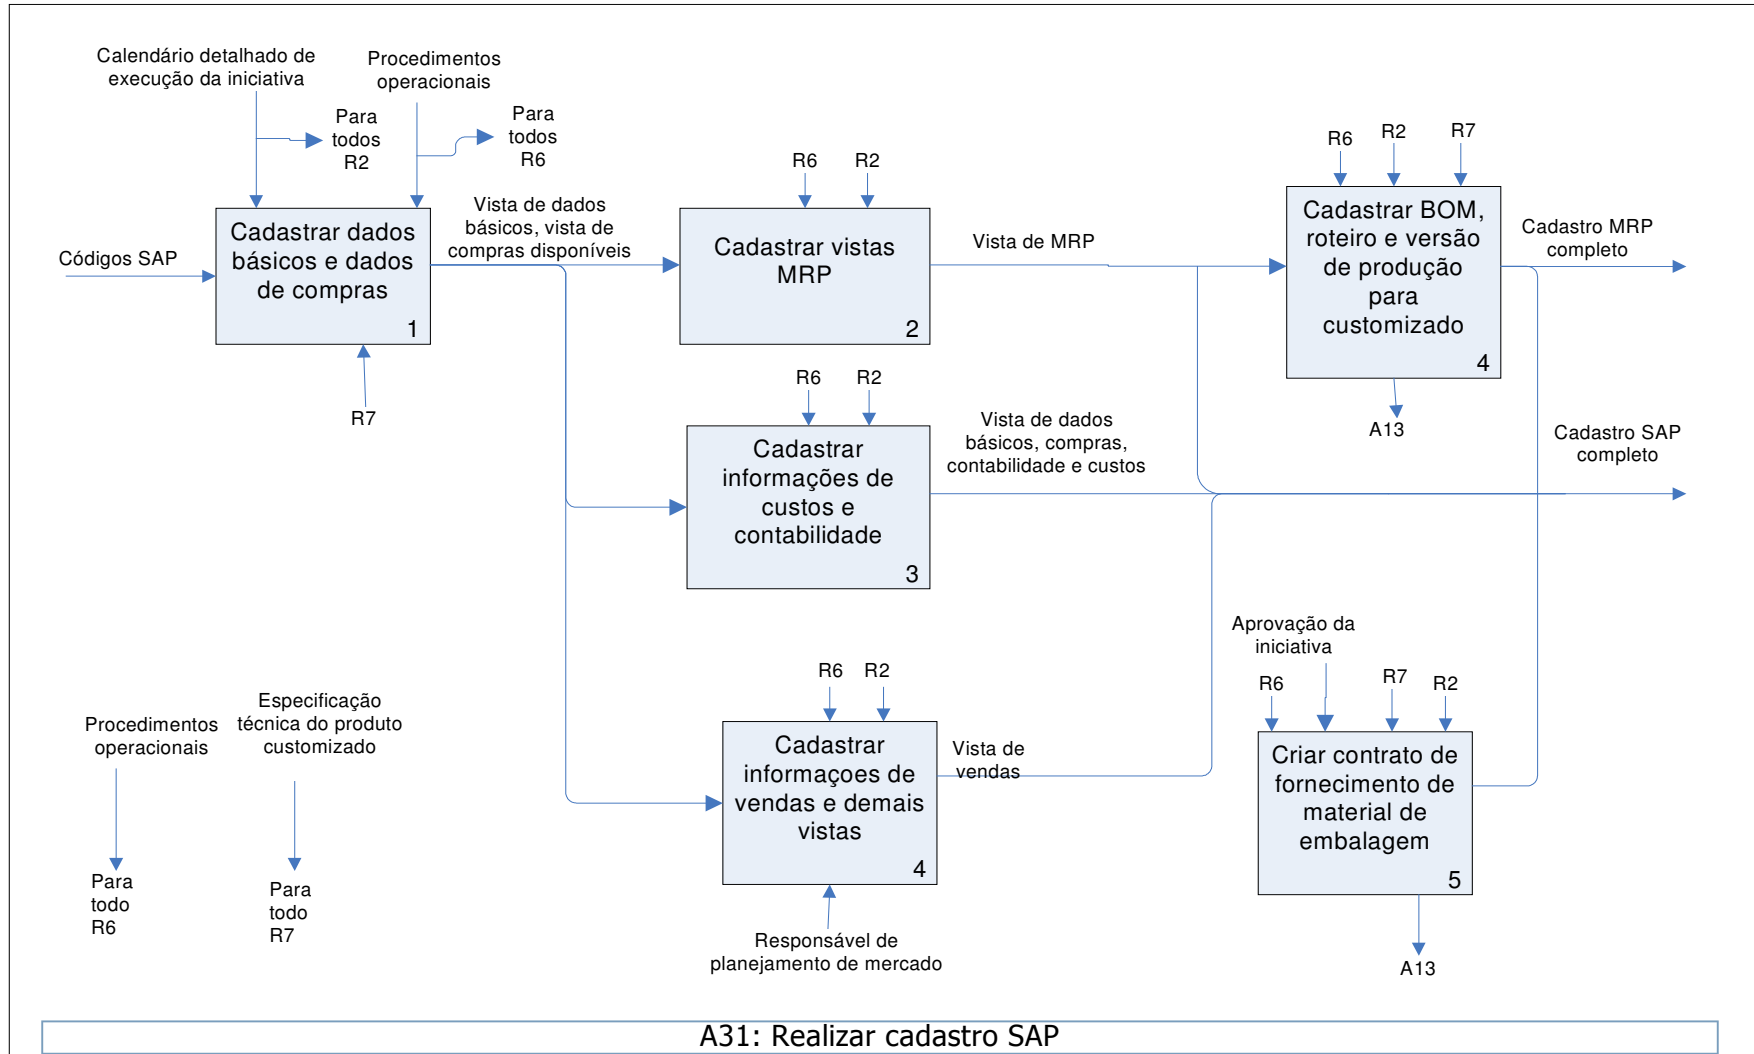 Calendário detalhado de
execução da iniciativa
Procedimentos
operacionais
Para
todos
R2
Para
todos
R6
R6
R2
R6
R2
R7
Códigos SAP
Cadastrar dados
básicos e dados
de compras
1
Vista de dados
básicos, vista de
compras disponíveis
Cadastrar vistas
MRP
2
Vista de MRP
Cadastrar BOM,
roteiro e versão
de produção
para
customizado
4
Cadastro MRP
completo
R7
R6
R2
A13
Cadastrar
informações de
custos e
contabilidade
3
Vista de dados
básicos, compras,
contabilidade e custos
Cadastro SAP
completo
Aprovação da
iniciativa
R6
R2
R6
R7
R2
Procedimentos
operacionais
Especificação
técnica do produto
customizado
Cadastrar
informaçoes de
vendas e demais
vistas
4
Vista de
vendas
Criar contrato de
fornecimento de
material de
embalagem
5
Para
todo
R6
Para
todo
R7
Responsável de
planejamento de mercado
A13
A31: Realizar cadastro SAP